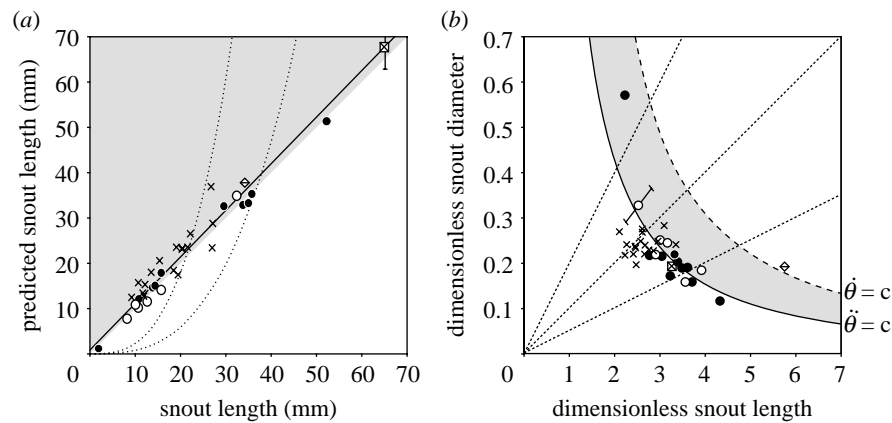 (a)
(b)
70
60
50
40
30
20
10
0
10 20 30 40 50 60 70
predicted snout length (mm)
snout length (mm)
0.7
0.6
0.5
0.4
0.3
0.2
0.1
0
1 2 3 4 5 6 7
dimensionless snout diameter
dimensionless snout length
θ̇ = c
θ̈ = c